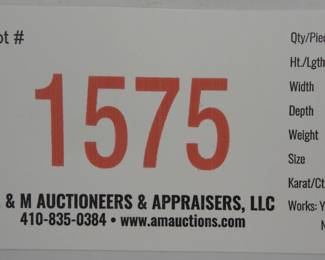 ot #
1575
& M AUCTIONEERS & APPRAISERS, LLC
410-835-0384 • www.amauctions.com
Qty/Pie
Ht./Lgth
Width
Depth
Weight
Size
Karat/Ct.
Works: Y
N